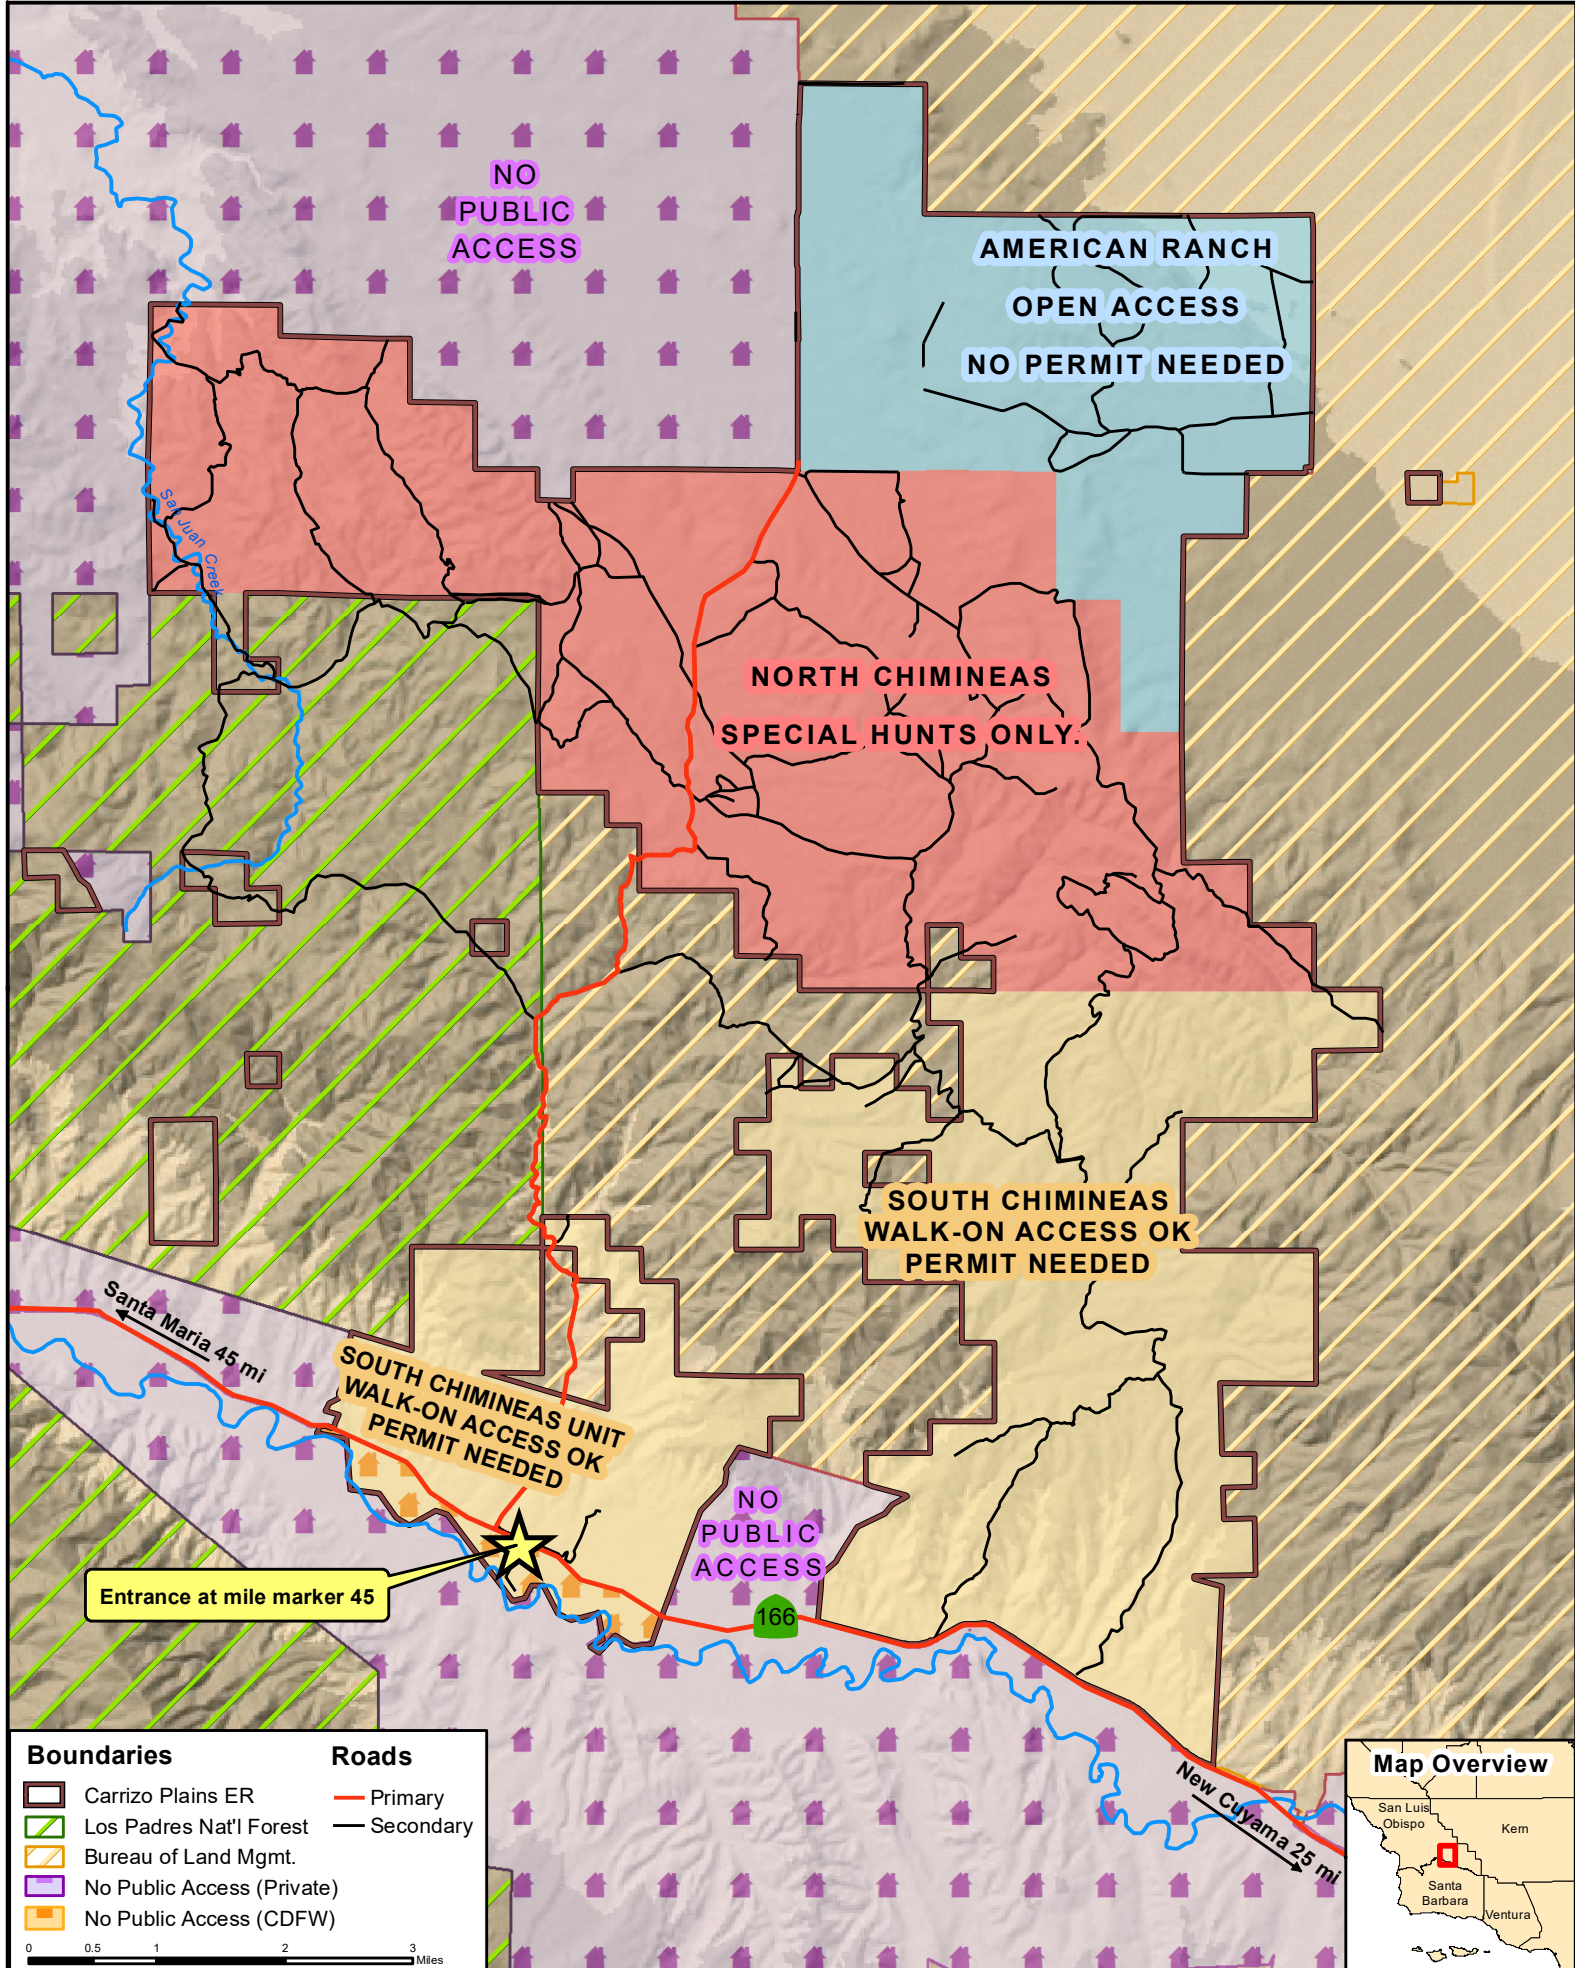 NO
PUBLIC
ACCESS
AMERICAN RANCH
OPEN ACCESS
NO PERMIT NEEDED
San Juan Creek
NORTH CHIMINEAS
SPECIAL HUNTS ONLY.
SOUTH CHIMINEAS
WALK-ON ACCESS OK
PERMIT NEEDED
Santa Maria 45 mi
SOUTH CHIMINEAS UNIT
WALK-ON ACCESS OK
PERMIT NEEDED
NO
PUBLIC
ACCESS
Entrance at mile marker 45
166
New Cuyama 25 mi
Boundaries
Carrizo Plains ER
Los Padres Nat'l Forest
Bureau of Land Mgmt.
No Public Access (Private)
No Public Access (CDFW)
Roads
Primary
Secondary
0 0.5 1 2 3
Miles
Map Overview
San Luis
Obispo
Kern
Santa
Barbara
Ventura